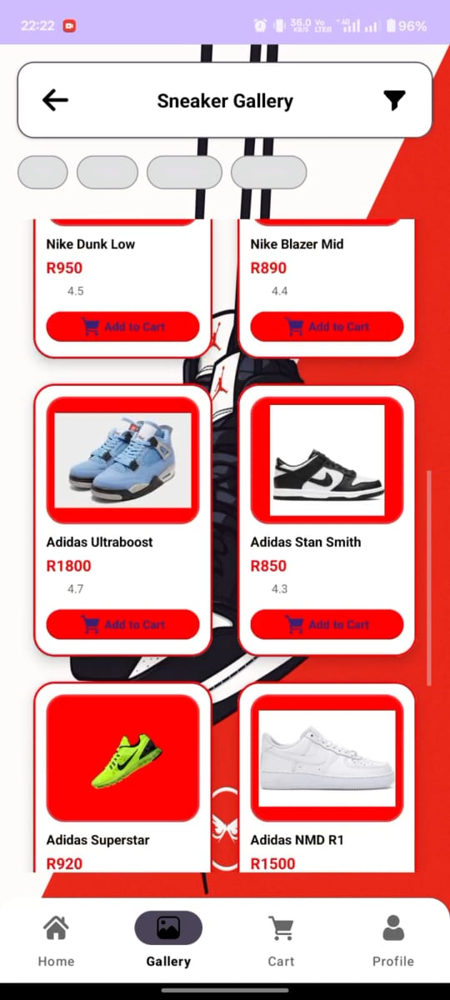 22:22 36.0 KB/S Vo LTE 4G 96%
Sneaker Gallery
Nike Dunk Low
Nike Blazer Mid
R950
R890
4.5
4.4
Add to Cart
Add to Cart
Adidas Ultraboost
Adidas Stan Smith
R1800
R850
4.7
4.3
Add to Cart
Add to Cart
Adidas Superstar
Adidas NMD R1
R920
R1500
Home
Gallery
Cart
Profile